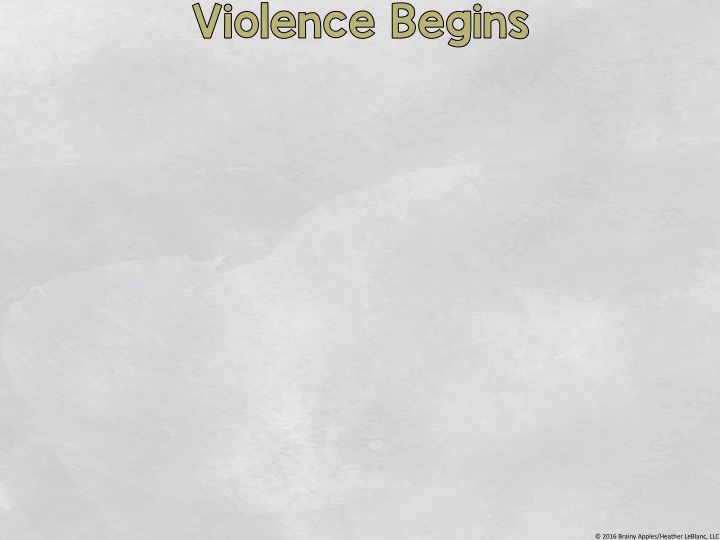 Violence Begins
© 2016 Brainy Apples/Heather LeBlanc, LLC